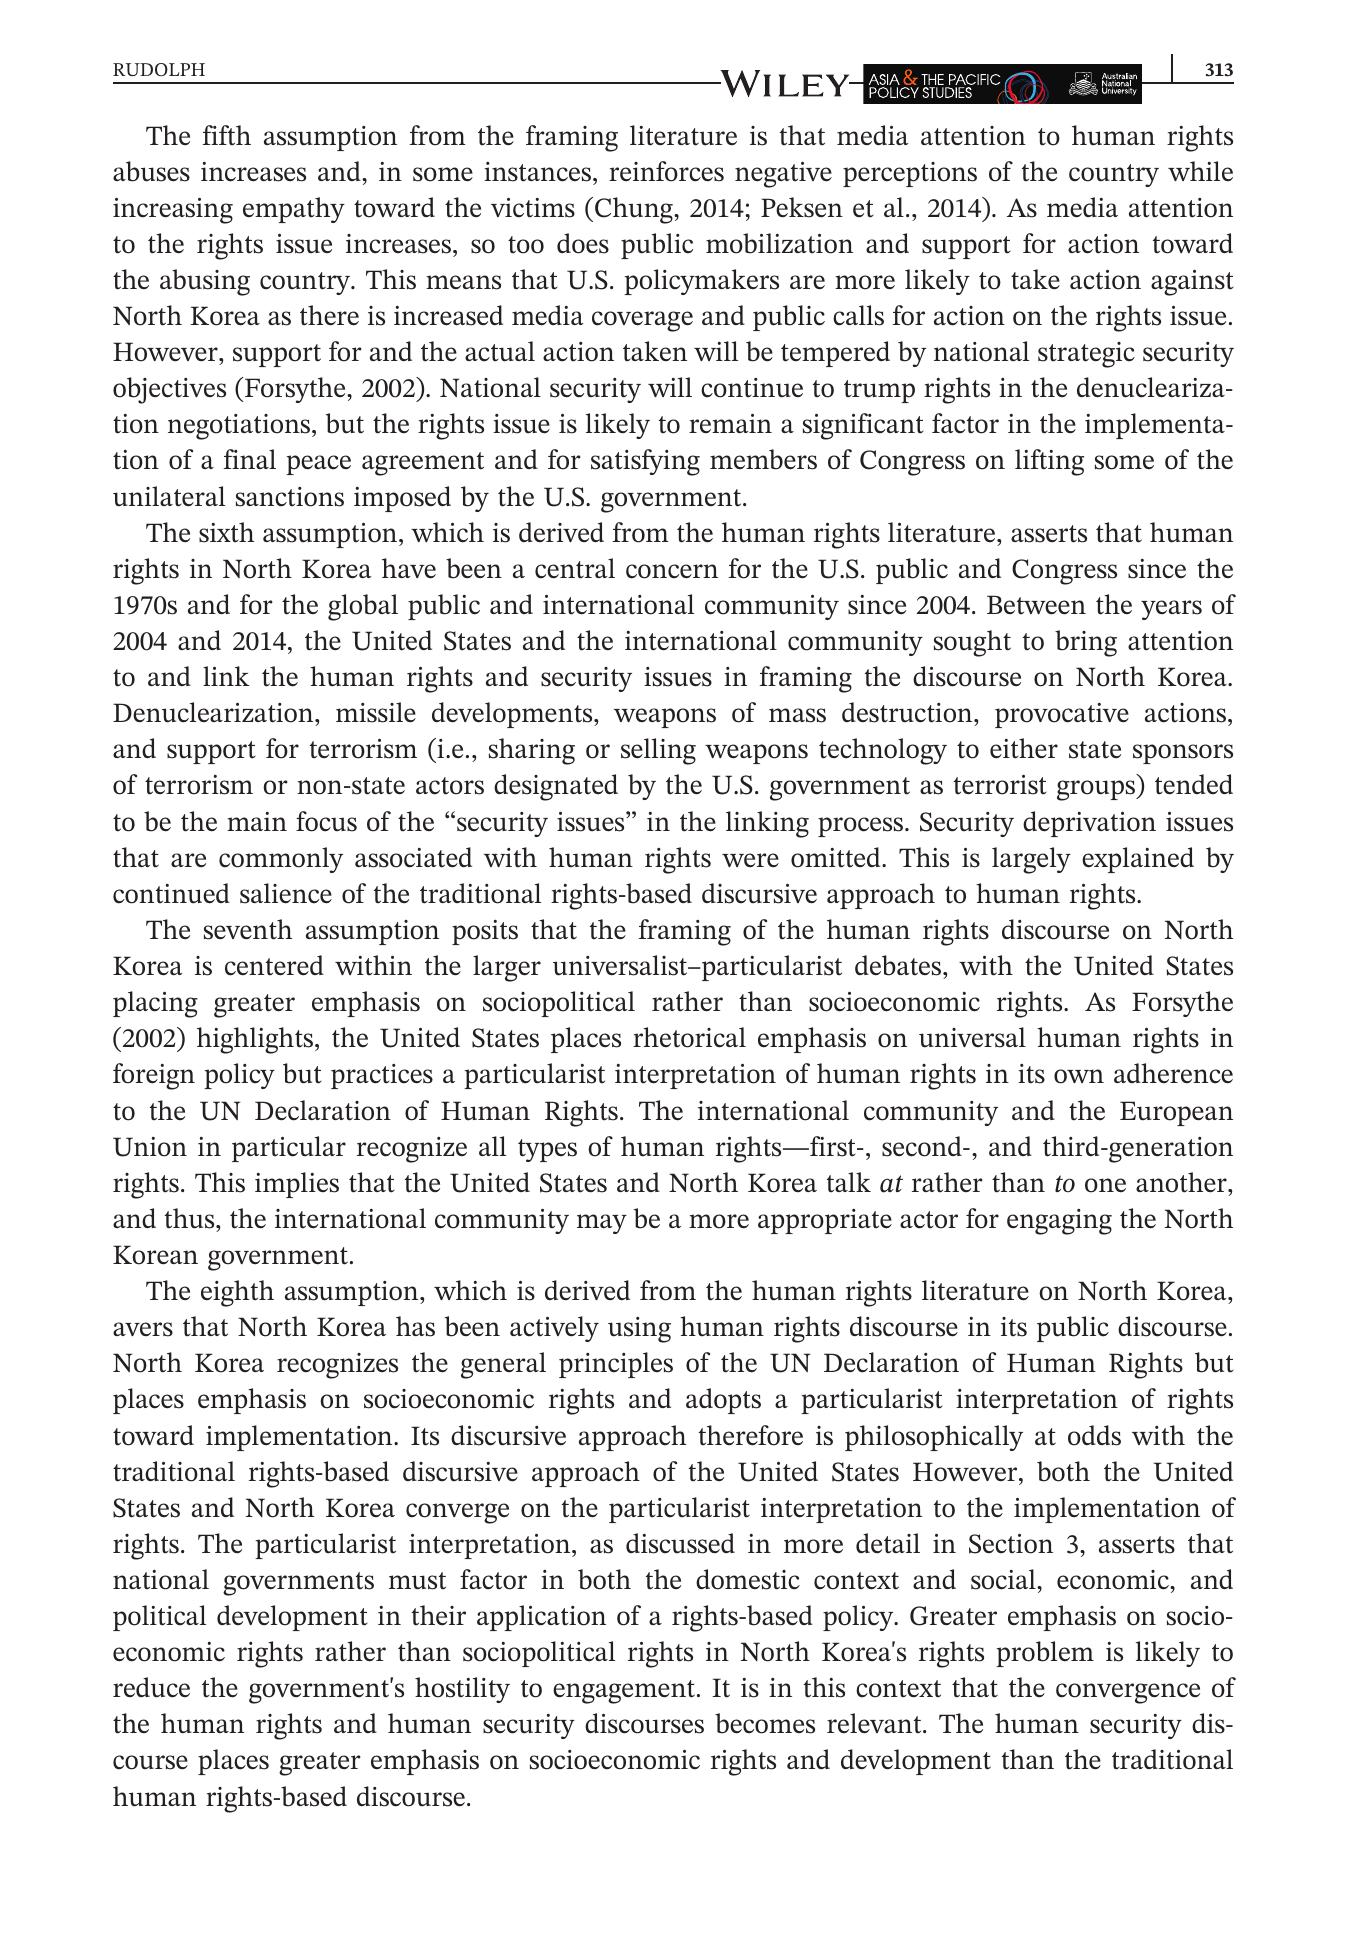 RUDOLPH
WILEY
ASIA & THE PACIFIC
POLICY STUDIES
Australian
National
University
313
The fifth assumption from the framing literature is that media attention to human rights
abuses increases and, in some instances, reinforces negative perceptions of the country while
increasing empathy toward the victims (Chung, 2014; Peksen et al., 2014). As media attention
to the rights issue increases, so too does public mobilization and support for action toward
the abusing country. This means that U.S. policymakers are more likely to take action against
North Korea as there is increased media coverage and public calls for action on the rights issue.
However, support for and the actual action taken will be tempered by national strategic security
objectives (Forsythe, 2002). National security will continue to trump rights in the denucleariza-
tion negotiations, but the rights issue is likely to remain a significant factor in the implementa-
tion of a final peace agreement and for satisfying members of Congress on lifting some of the
unilateral sanctions imposed by the U.S. government.
The sixth assumption, which is derived from the human rights literature, asserts that human
rights in North Korea have been a central concern for the U.S. public and Congress since the
1970s and for the global public and international community since 2004. Between the years of
2004 and 2014, the United States and the international community sought to bring attention
to and link the human rights and security issues in framing the discourse on North Korea.
Denuclearization, missile developments, weapons of mass destruction, provocative actions,
and support for terrorism (i.e., sharing or selling weapons technology to either state sponsors
of terrorism or non-state actors designated by the U.S. government as terrorist groups) tended
to be the main focus of the “security issues” in the linking process. Security deprivation issues
that are commonly associated with human rights were omitted. This is largely explained by
continued salience of the traditional rights-based discursive approach to human rights.
The seventh assumption posits that the framing of the human rights discourse on North
Korea is centered within the larger universalist–particularist debates, with the United States
placing greater emphasis on sociopolitical rather than socioeconomic rights. As Forsythe
(2002) highlights, the United States places rhetorical emphasis on universal human rights in
foreign policy but practices a particularist interpretation of human rights in its own adherence
to the UN Declaration of Human Rights. The international community and the European
Union in particular recognize all types of human rights—first-, second-, and third-generation
rights. This implies that the United States and North Korea talk at rather than to one another,
and thus, the international community may be a more appropriate actor for engaging the North
Korean government.
The eighth assumption, which is derived from the human rights literature on North Korea,
avers that North Korea has been actively using human rights discourse in its public discourse.
North Korea recognizes the general principles of the UN Declaration of Human Rights but
places emphasis on socioeconomic rights and adopts a particularist interpretation of rights
toward implementation. Its discursive approach therefore is philosophically at odds with the
traditional rights-based discursive approach of the United States However, both the United
States and North Korea converge on the particularist interpretation to the implementation of
rights. The particularist interpretation, as discussed in more detail in Section 3, asserts that
national governments must factor in both the domestic context and social, economic, and
political development in their application of a rights-based policy. Greater emphasis on socio-
economic rights rather than sociopolitical rights in North Korea's rights problem is likely to
reduce the government's hostility to engagement. It is in this context that the convergence of
the human rights and human security discourses becomes relevant. The human security dis-
course places greater emphasis on socioeconomic rights and development than the traditional
human rights-based discourse.